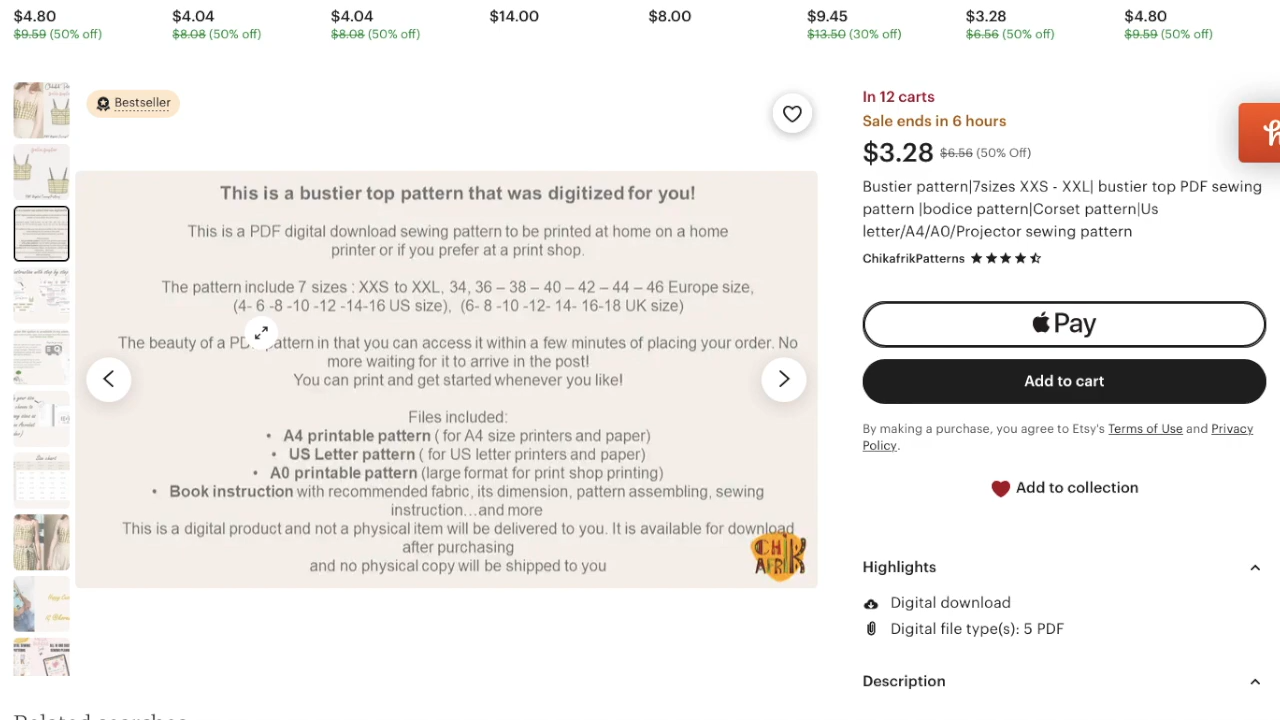 $4.80 $4.04 $4.04 $14.00 $8.00 $9.45 $3.28 $4.80
$9.59 (50% off) $8.08 (50% off) $8.08 (50% off) $13.50 (30% off) $6.56 (50% off) $9.59 (50% off)
Bestseller
This is a bustier top pattern that was digitized for you!
This is a PDF digital download sewing pattern to be printed at home on a home
printer or if you prefer at a print shop.
The pattern include 7 sizes : XXS to XXL, 34, 36 – 38 – 40 – 42 – 44 – 46 Europe size,
(4- 6 -8 -10 -12 -14-16 US size), (6- 8 -10 -12- 14- 16-18 UK size)
The beauty of a PD attern in that you can access it within a few minutes of placing your order. No
more waiting for it to arrive in the post!
You can print and get started whenever you like!
Files included:
• A4 printable pattern ( for A4 size printers and paper)
• US Letter pattern ( for US letter printers and paper)
• A0 printable pattern (large format for print shop printing)
• Book instruction with recommended fabric, its dimension, pattern assembling, sewing
instruction…and more
This is a digital product and not a physical item will be delivered to you. It is available for download
after purchasing
and no physical copy will be shipped to you
CHIK
AFRIK
In 12 carts
Sale ends in 6 hours
$3.28 $6.56 (50% Off)
Bustier pattern|7sizes XXS - XXL| bustier top PDF sewing
pattern |bodice pattern|Corset pattern|Us
letter/A4/A0/Projector sewing pattern
ChikafrikPatterns
Pay
Add to cart
By making a purchase, you agree to Etsy's Terms of Use and Privacy
Policy.
Add to collection
Highlights
Digital download
Digital file type(s): 5 PDF
Description
Related searches